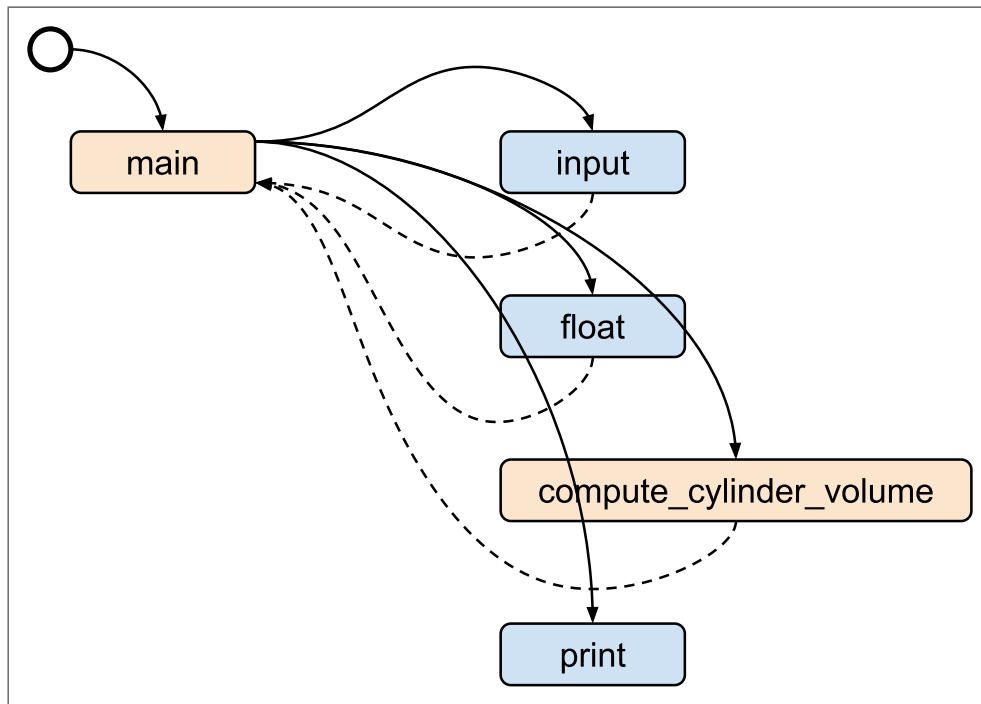 main
input
float
compute_cylinder_volume
print